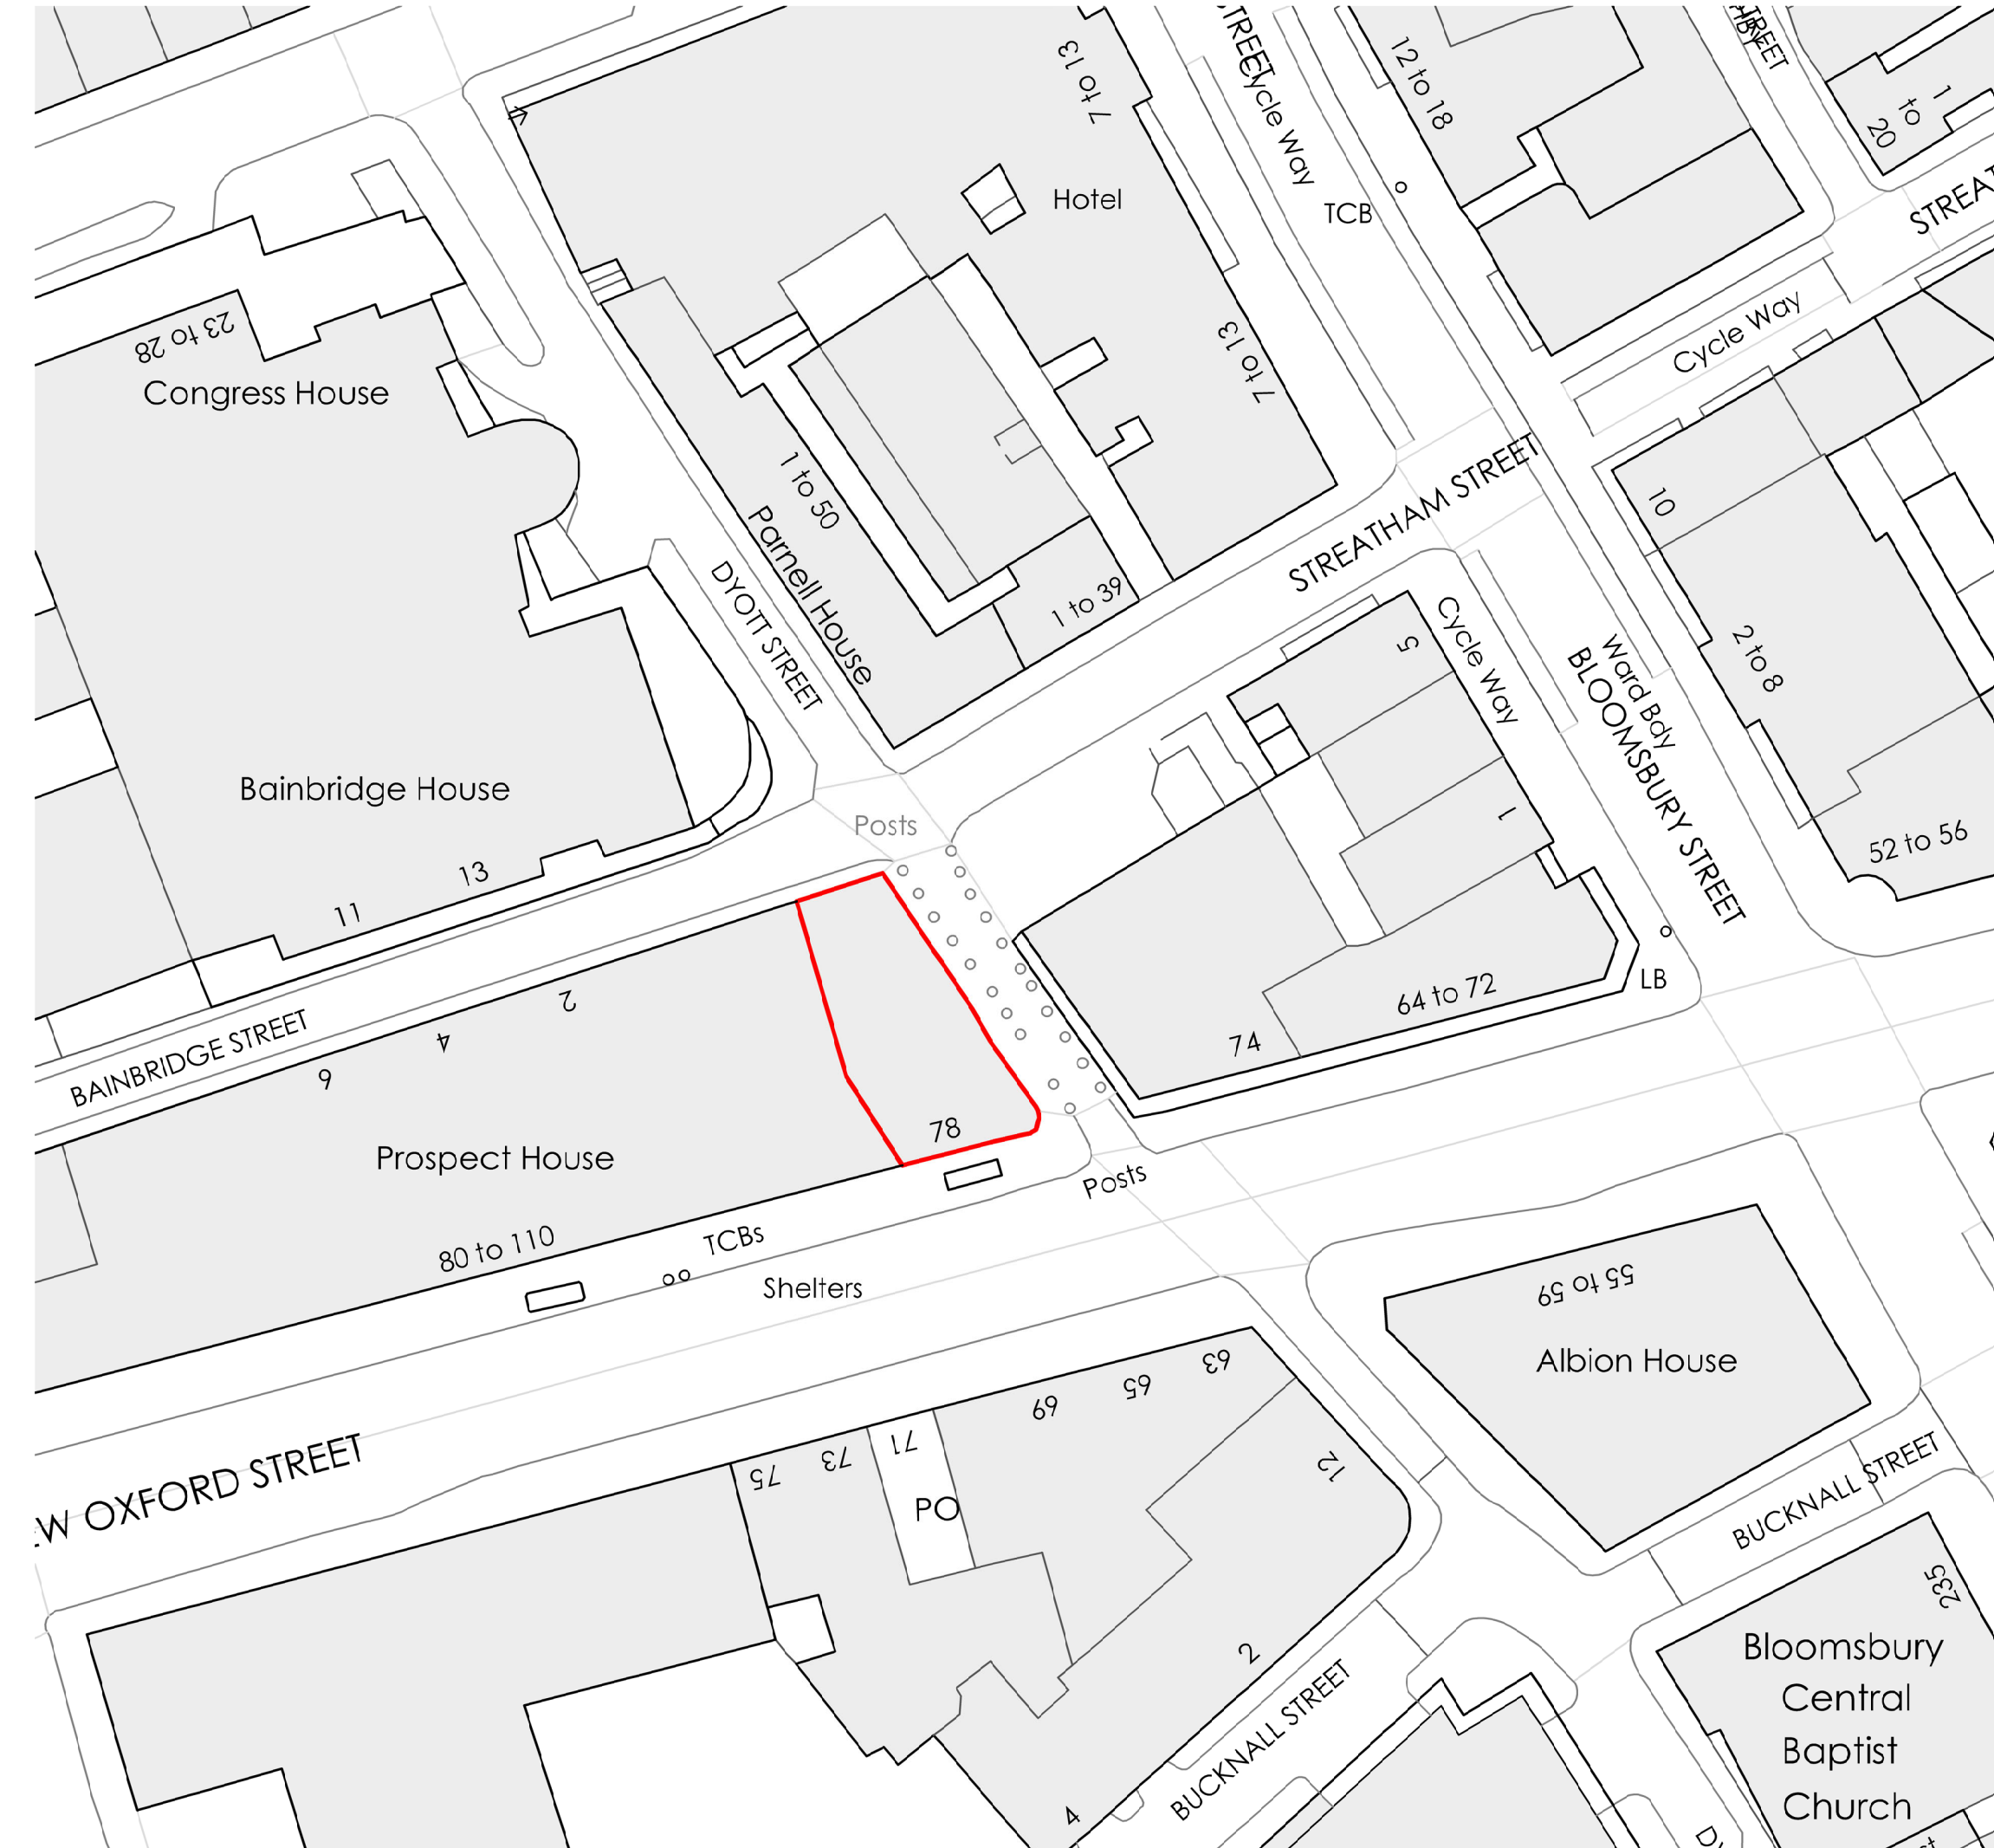 7 to 13
STREET
Cycle Way
12 to 18
STREET
1
to
20
Hotel
TCB
23 to 28
Congress House
7 to 13
Cycle Way
1 to 50
Parnell House
DYOTT STREET
1 to 39
STREATHAM STREET
10
5
Cycle Way
2 to 8
Ward Bdy
BLOOMSBURY STREET
Bainbridge House
Posts
1
52 to 56
13
11
2
4
6
BAINBRIDGE STREET
64 to 72
LB
74
78
Prospect House
Posts
80 to 110
TCBs
Shelters
55 to 59
Albion House
63
65
69
71
73
75
PO
12
EW OXFORD STREET
BUCKNALL STREET
235
Bloomsbury
Central
Baptist
Church
2
BUCKNALL STREET
4